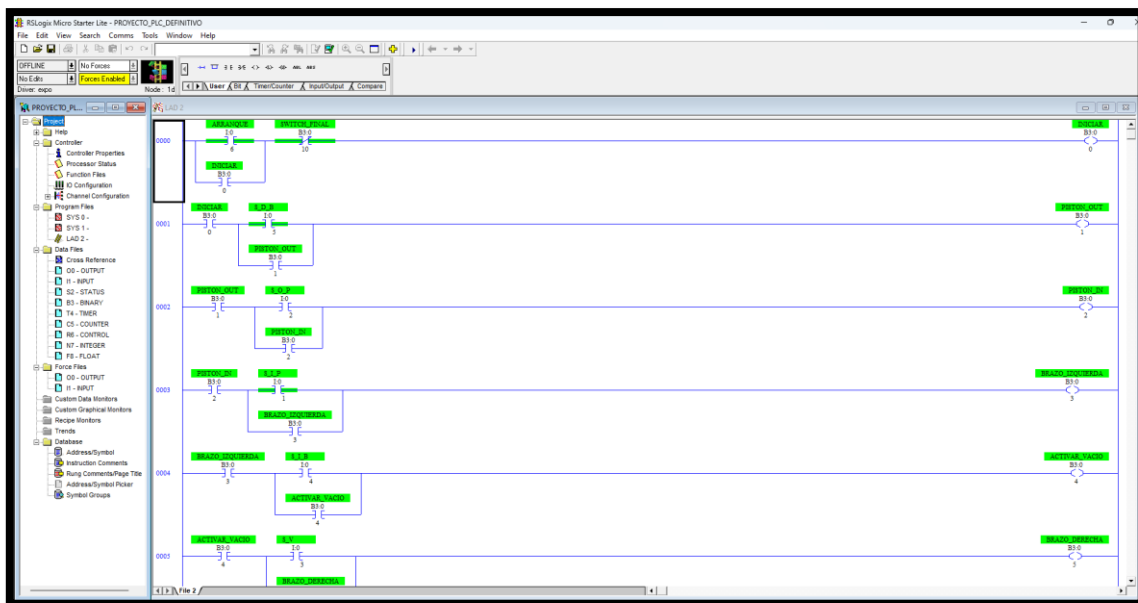 RSLogix Micro Starter Lite - PROYECTO_PLC_DEFINITIVO
File Edit View Search Comms Tools Window Help
OFFLINE No Forces
No Edits Forces Enabled
Driver: expo Node: 1d
User Bit Timer/Counter Input/Output Compare
PROYECTO_PL...
Project
Help
Controller
Controller Properties
Processor Status
Function Files
IO Configuration
Channel Configuration
Program Files
SYS 0 -
SYS 1 -
LAD 2 -
Data Files
Cross Reference
O0 - OUTPUT
I1 - INPUT
S2 - STATUS
B3 - BINARY
T4 - TIMER
C5 - COUNTER
R6 - CONTROL
N7 - INTEGER
F8 - FLOAT
Force Files
O0 - OUTPUT
I1 - INPUT
Custom Data Monitors
Custom Graphical Monitors
Recipe Monitors
Trends
Database
Address/Symbol
Instruction Comments
Rung Comments/Page Title
Address/Symbol Picker
Symbol Groups
LAD 2
ARRANQUE SWITCH_FINAL INICIAR
I:0 B3:0 B3:0
0000
6 10 0
INICIAR
B3:0
0
INICIAR S_D_B PISTON_OUT
B3:0 I:0 B3:0
0001
0 5 1
PISTON_OUT
B3:0
1
PISTON_OUT S_O_P PISTON_IN
B3:0 I:0 B3:0
0002
1 2 2
PISTON_IN
B3:0
2
PISTON_IN S_I_P BRAZO_IZQUIERDA
B3:0 I:0 B3:0
0003
2 1 3
BRAZO_IZQUIERDA
B3:0
3
BRAZO_IZQUIERDA S_I_B ACTIVAR_VACIO
B3:0 I:0 B3:0
0004
3 4 4
ACTIVAR_VACIO
B3:0
4
ACTIVAR_VACIO S_V BRAZO_DERECHA
B3:0 I:0 B3:0
0005
4 3 5
BRAZO_DERECHA
File 2